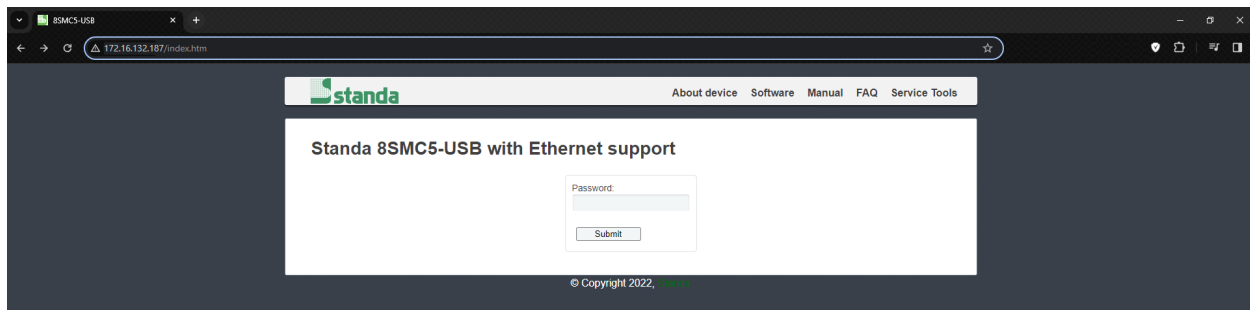 8SMC5-USB
172.16.132.187/index.htm
standa
About device Software Manual FAQ Service Tools
Standa 8SMC5-USB with Ethernet support
Password:
Submit
© Copyright 2022,